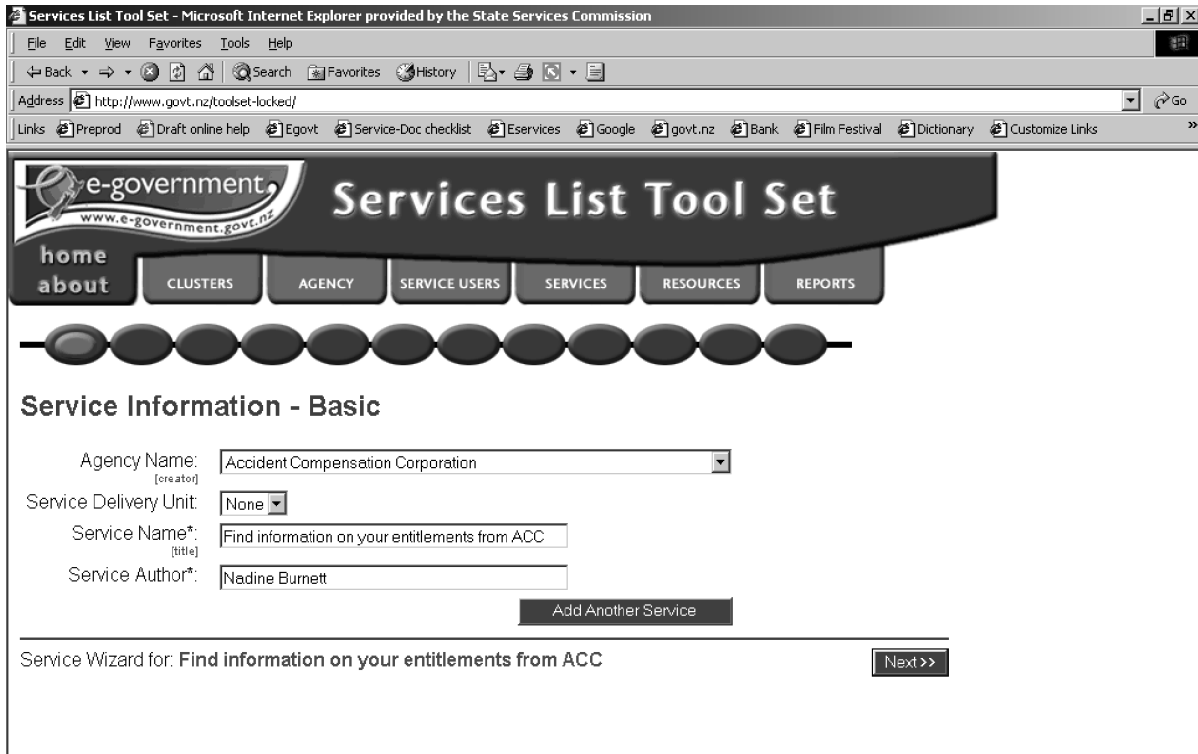 Services List Tool Set - Microsoft Internet Explorer provided by the State Services Commission
File Edit View Favorites Tools Help
Back Search Favorites History
Address http://www.govt.nz/toolset-locked/ Go
Links Preprod Draft online help Egovt Service-Doc checklist Eservices Google govt.nz Bank Film Festival Dictionary Customize Links »
e-government
www.e-government.govt.nz
Services List Tool Set
home
about
CLUSTERS AGENCY SERVICE USERS SERVICES RESOURCES REPORTS
Service Information - Basic
Agency Name: Accident Compensation Corporation
[creator]
Service Delivery Unit: None
Service Name*: Find information on your entitlements from ACC
[title]
Service Author*: Nadine Burnett
Add Another Service
Service Wizard for: Find information on your entitlements from ACC Next>>